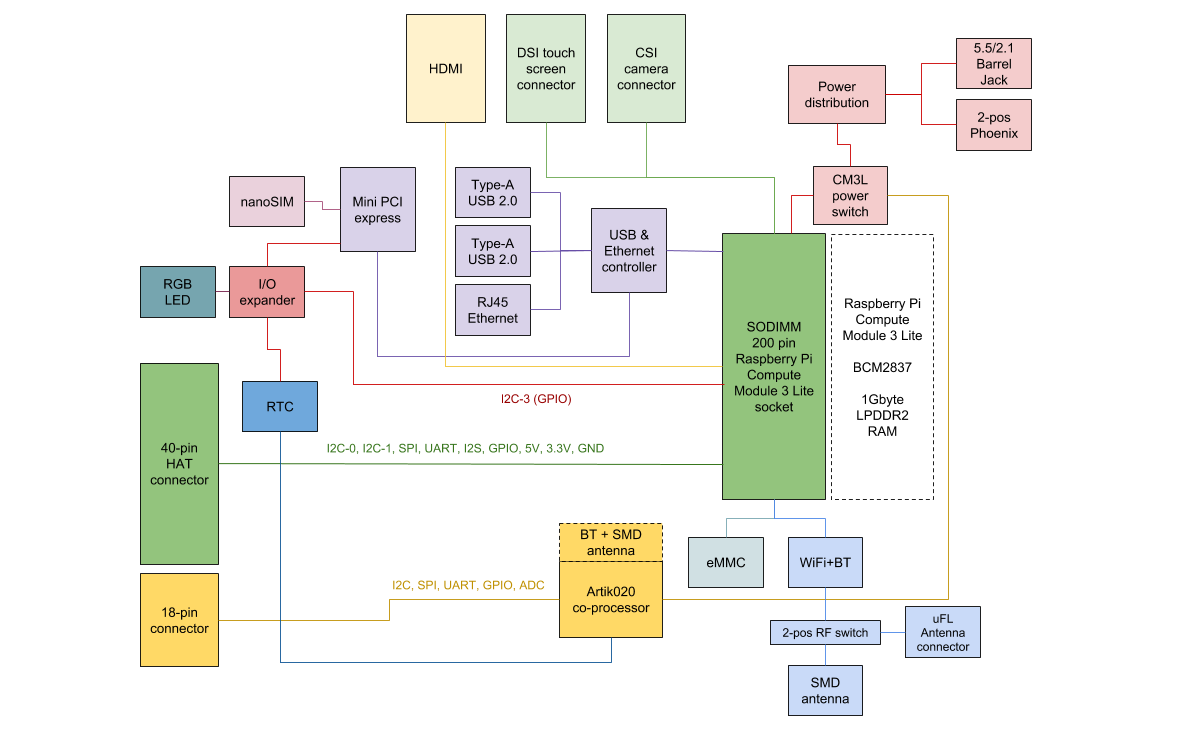 HDMI
DSI touch
screen
connector
CSI
camera
connector
Power
distribution
5.5/2.1
Barrel
Jack
2-pos
Phoenix
nanoSIM
Mini PCI
express
Type-A
USB 2.0
Type-A
USB 2.0
RJ45
Ethernet
USB &
Ethernet
controller
CM3L
power
switch
RGB
LED
I/O
expander
RTC
SODIMM
200 pin
Raspberry Pi
Compute
Module 3 Lite
socket
Raspberry Pi
Compute
Module 3 Lite
BCM2837
1Gbyte
LPDDR2
RAM
I2C-3 (GPIO)
40-pin
HAT
connector
I2C-0, I2C-1, SPI, UART, I2S, GPIO, 5V, 3.3V, GND
BT + SMD
antenna
Artik020
co-processor
eMMC
WiFi+BT
18-pin
connector
I2C, SPI, UART, GPIO, ADC
2-pos RF switch
uFL
Antenna
connector
SMD
antenna